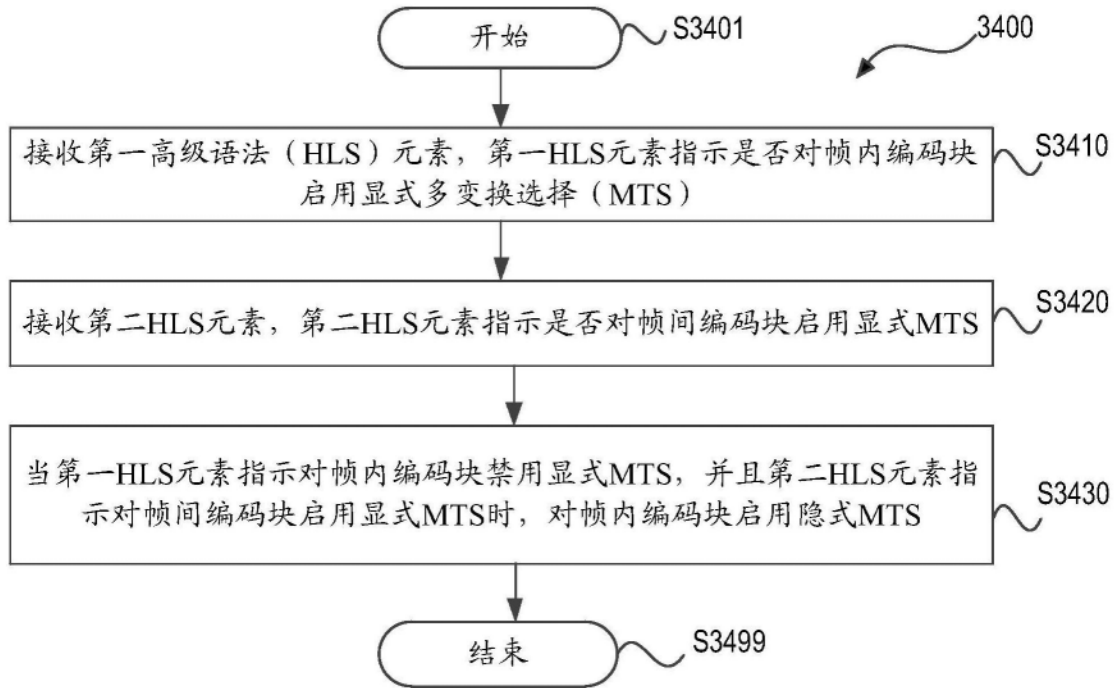 开始
S3401
3400
接收第一高级语法（HLS）元素，第一HLS元素指示是否对帧内编码块
启用显式多变换选择（MTS）
S3410
接收第二HLS元素，第二HLS元素指示是否对帧间编码块启用显式MTS
S3420
当第一HLS元素指示对帧内编码块禁用显式MTS，并且第二HLS元素指
示对帧间编码块启用显式MTS时，对帧内编码块启用隐式MTS
S3430
结束
S3499